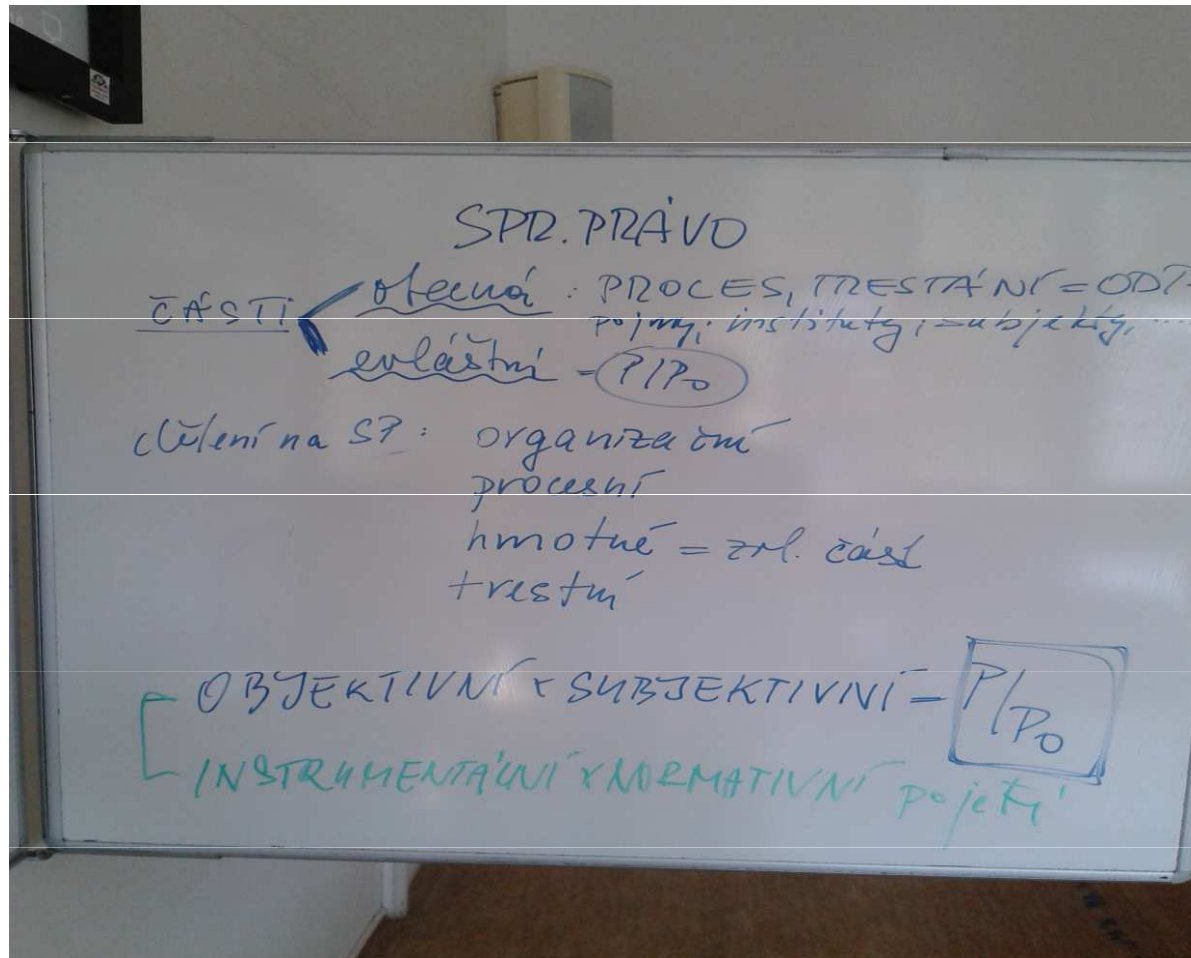 SPR. PRÁVO
ČÁSTI
obecná : PROCES, TRESTÁNÍ = ODP
pojmy, instituty, subjekty, ....
zvláštní = P/Po
dělení na SP: organizační
procesní
hmotné = zvl. část
trestní
OBJEKTIVNÍ x SUBJEKTIVNÍ = P/Po
INSTRUMENTÁLNÍ x NORMATIVNÍ pojetí